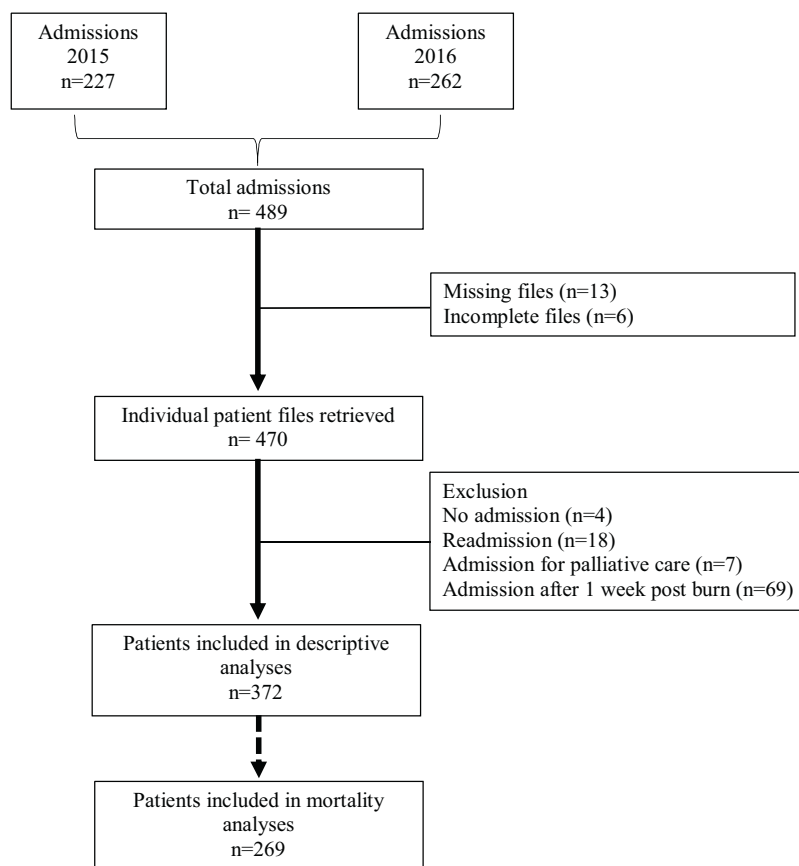 Admissions
2015
n=227
Admissions
2016
n=262
Total admissions
n= 489
Missing files (n=13)
Incomplete files (n=6)
Individual patient files retrieved
n= 470
Exclusion
No admission (n=4)
Readmission (n=18)
Admission for palliative care (n=7)
Admission after 1 week post burn (n=69)
Patients included in descriptive
analyses
n=372
Patients included in mortality
analyses
n=269